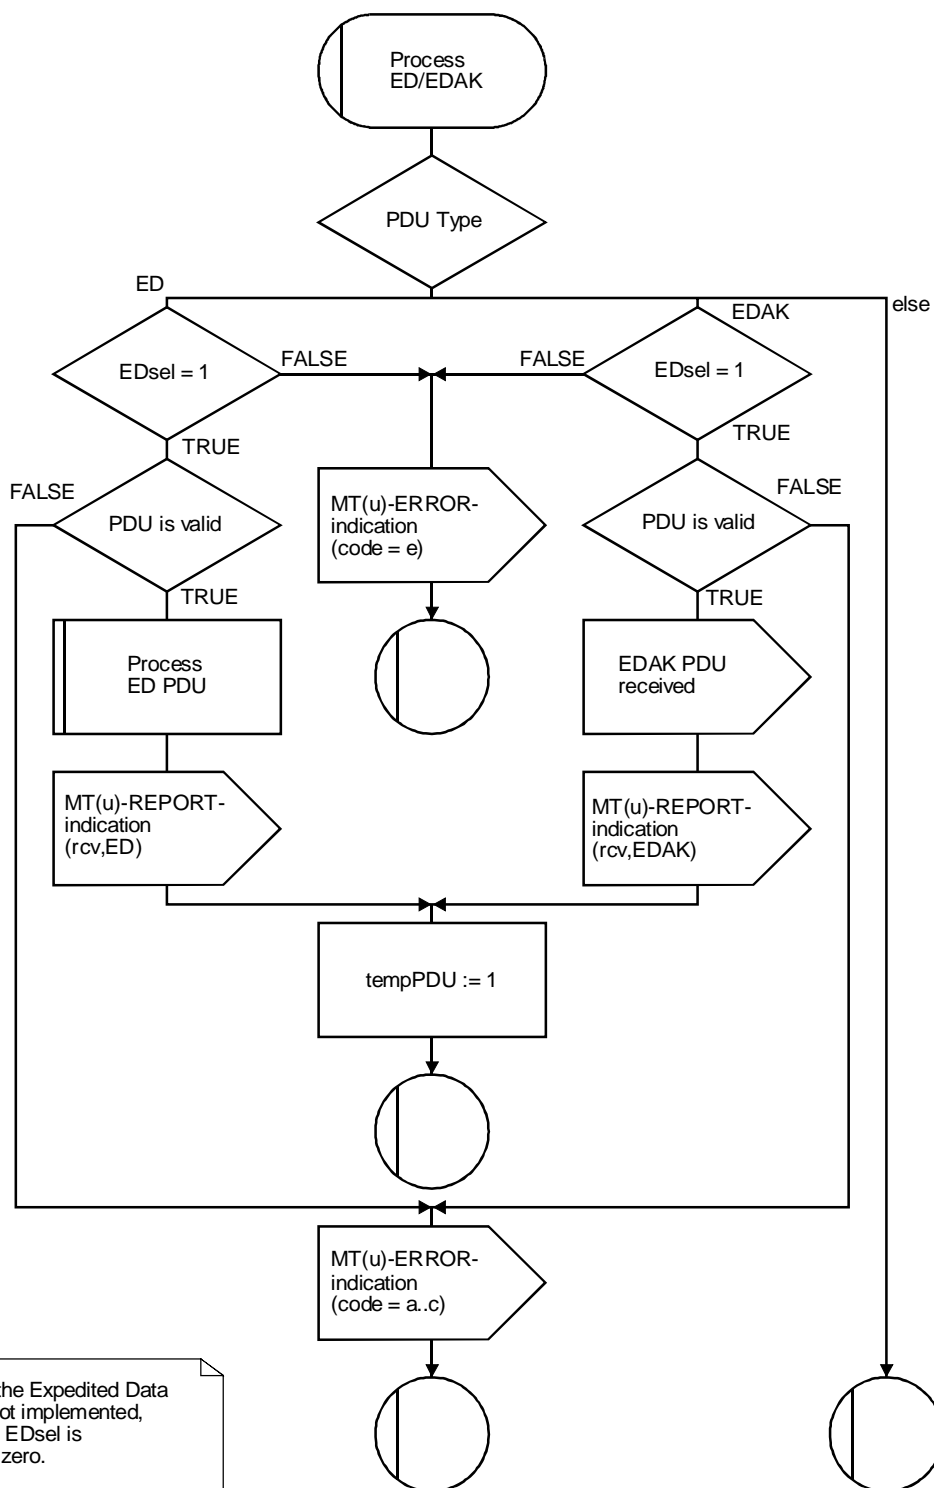 Process
ED/EDAK
PDU Type
ED
EDAK
else
EDsel = 1
FALSE
FALSE
EDsel = 1
TRUE
TRUE
FALSE
PDU is valid
MT(u)-ERROR-
indication
(code = e)
PDU is valid
FALSE
TRUE
TRUE
Process
ED PDU
EDAK PDU
received
MT(u)-REPORT-
indication
(rcv,ED)
MT(u)-REPORT-
indication
(rcv,EDAK)
tempPDU := 1
MT(u)-ERROR-
indication
(code = a..c)
the Expedited Data
ot implemented,
EDsel is
zero.